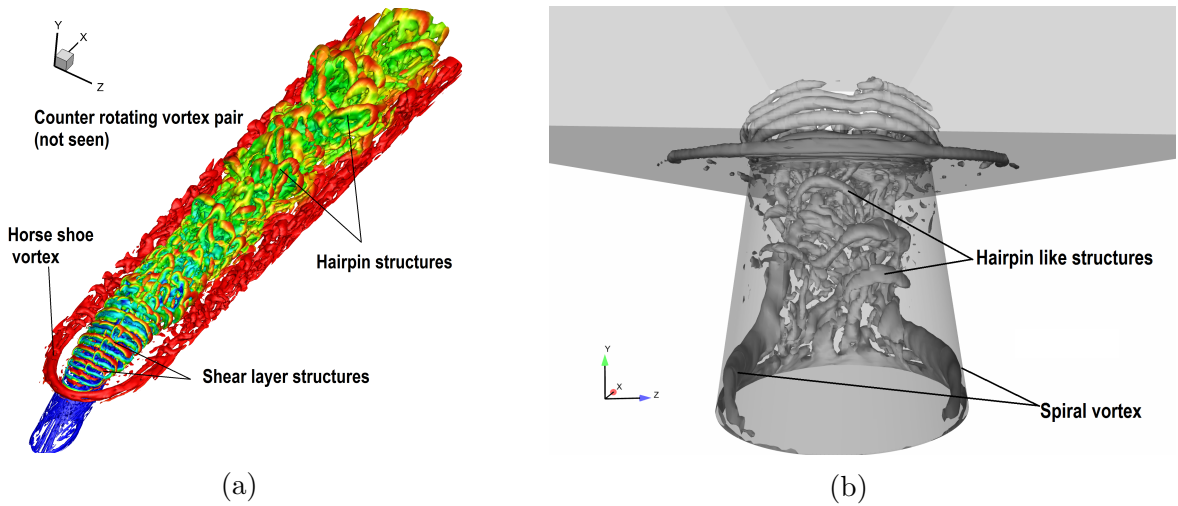 Y
X
Z
Counter rotating vortex pair
(not seen)
Horse shoe
vortex
Hairpin structures
Shear layer structures
(a)
Hairpin like structures
Y
X
Z
Spiral vortex
(b)